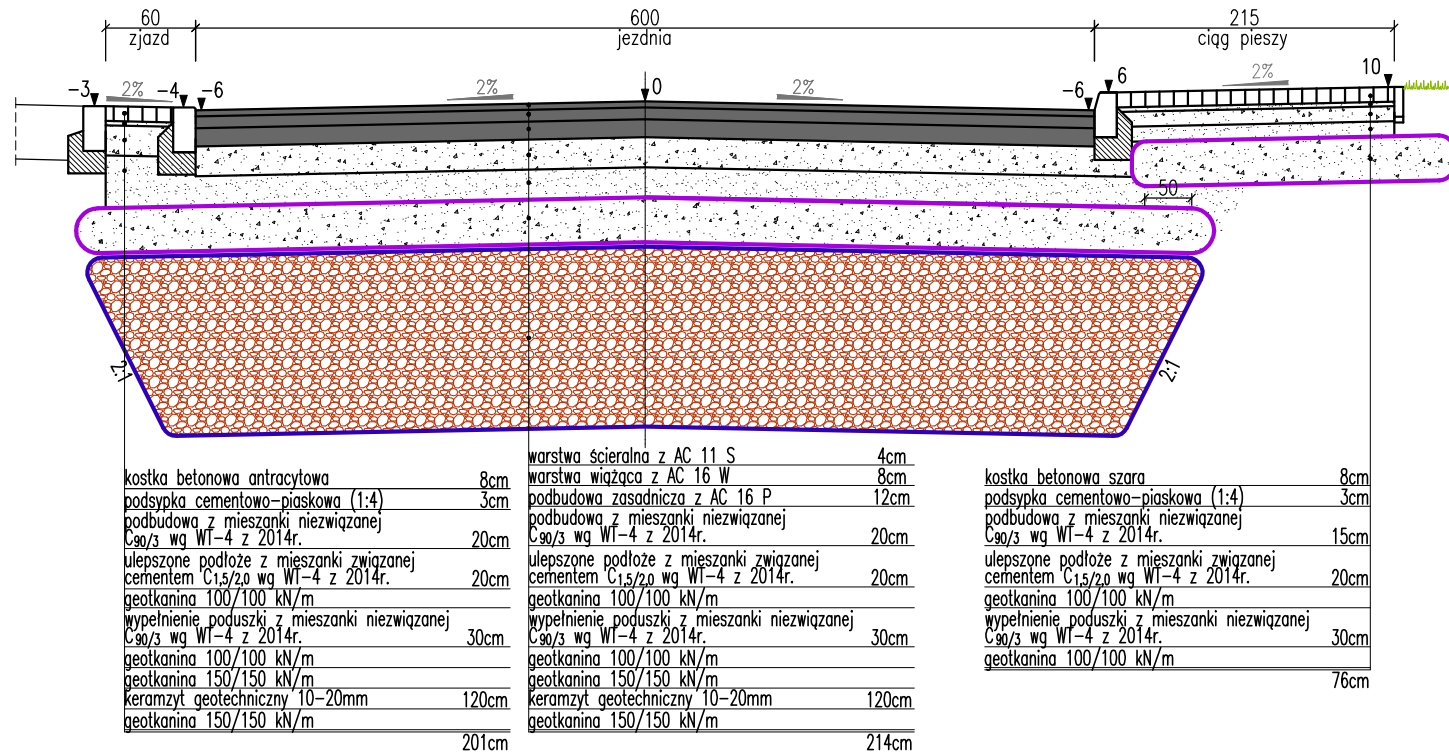 60
zjazd
600
jezdnia
215
ciąg pieszy
-3
2%
-4
-6
2%
0
2%
-6
6
2%
10
50
2:1
2:1
kostka betonowa antracytowa 8cm
podsypka cementowo-piaskowa (1:4) 3cm
podbudowa z mieszanki niezwiązanej
C90/3 wg WT-4 z 2014r. 20cm
ulepszone podłoże z mieszanki związanej
cementem C1,5/2,0 wg WT-4 z 2014r. 20cm
geotkanina 100/100 kN/m
wypełnienie poduszki z mieszanki niezwiązanej
C90/3 wg WT-4 z 2014r. 30cm
geotkanina 100/100 kN/m
geotkanina 150/150 kN/m
keramzyt geotechniczny 10-20mm 120cm
geotkanina 150/150 kN/m
201cm
warstwa ścieralna z AC 11 S 4cm
warstwa wiążąca z AC 16 W 8cm
podbudowa zasadnicza z AC 16 P 12cm
podbudowa z mieszanki niezwiązanej
C90/3 wg WT-4 z 2014r. 20cm
ulepszone podłoże z mieszanki związanej
cementem C1,5/2,0 wg WT-4 z 2014r. 20cm
geotkanina 100/100 kN/m
wypełnienie poduszki z mieszanki niezwiązanej
C90/3 wg WT-4 z 2014r. 30cm
geotkanina 100/100 kN/m
geotkanina 150/150 kN/m
keramzyt geotechniczny 10-20mm 120cm
geotkanina 150/150 kN/m
214cm
kostka betonowa szara 8cm
podsypka cementowo-piaskowa (1:4) 3cm
podbudowa z mieszanki niezwiązanej
C90/3 wg WT-4 z 2014r. 15cm
ulepszone podłoże z mieszanki związanej
cementem C1,5/2,0 wg WT-4 z 2014r. 20cm
geotkanina 100/100 kN/m
wypełnienie poduszki z mieszanki niezwiązanej
C90/3 wg WT-4 z 2014r. 30cm
geotkanina 100/100 kN/m
76cm